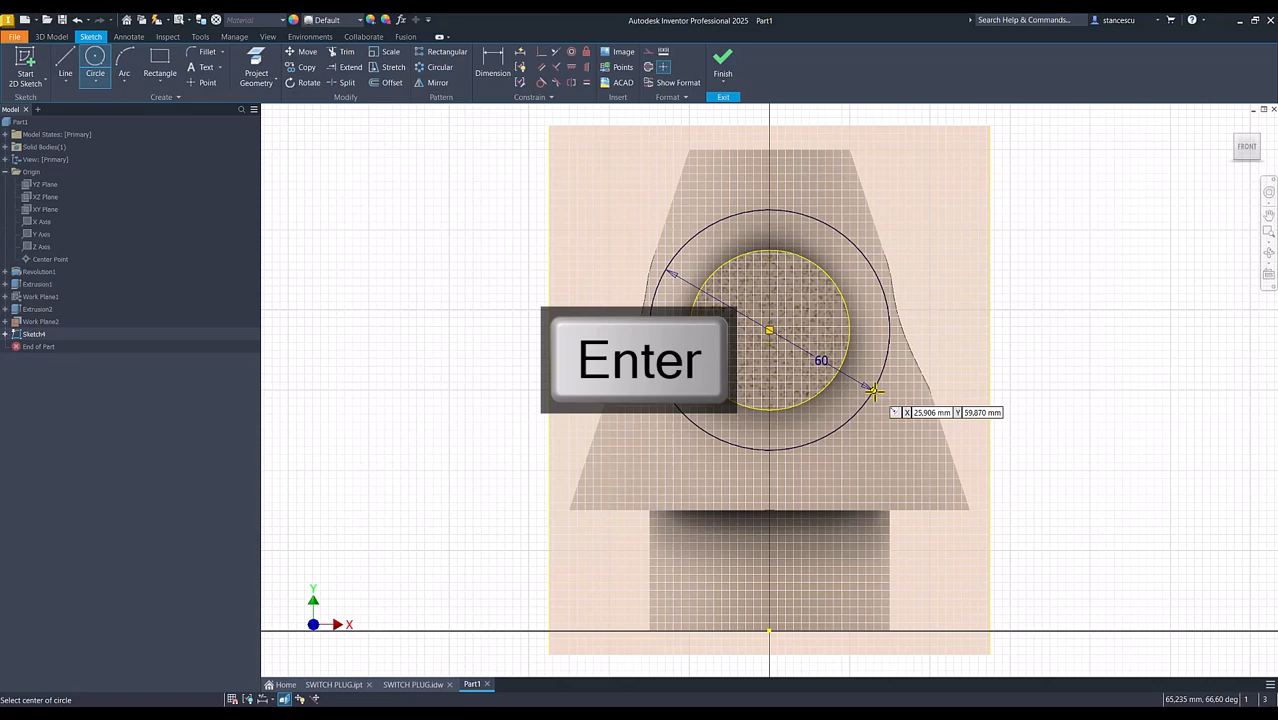 Material
Default
Autodesk Inventor Professional 2025 Part1
Search Help & Commands...
stancescu
File
3D Model
Sketch
Annotate
Inspect
Tools
Manage
View
Environments
Collaborate
Fusion
Start
2D Sketch
Line
Circle
Arc
Rectangle
Fillet
Text
Point
Project
Geometry
Move
Copy
Rotate
Trim
Extend
Split
Scale
Stretch
Offset
Rectangular
Circular
Mirror
Dimension
Image
Points
ACAD
Show Format
Finish
Sketch
Create
Modify
Pattern
Constrain
Insert
Format
Exit
Model
Part1
Model States: [Primary]
Solid Bodies(1)
View: [Primary]
Origin
YZ Plane
XZ Plane
XY Plane
X Axis
Y Axis
Z Axis
Center Point
Revolution1
Extrusion1
Work Plane1
Extrusion2
Work Plane2
Sketch4
End of Part
FRONT
Enter
60
X 25,906 mm Y 59,870 mm
Y
X
Home
SWITCH PLUG.ipt
SWITCH PLUG.idw
Part1
Select center of circle
65,235 mm, 66,60 deg 1 3